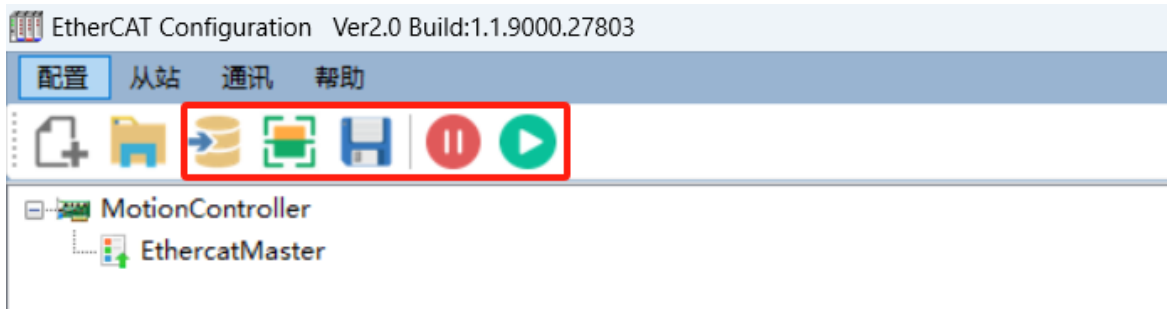 EtherCAT Configuration Ver2.0 Build:1.1.9000.27803
配置 从站 通讯 帮助
MotionController
EthercatMaster